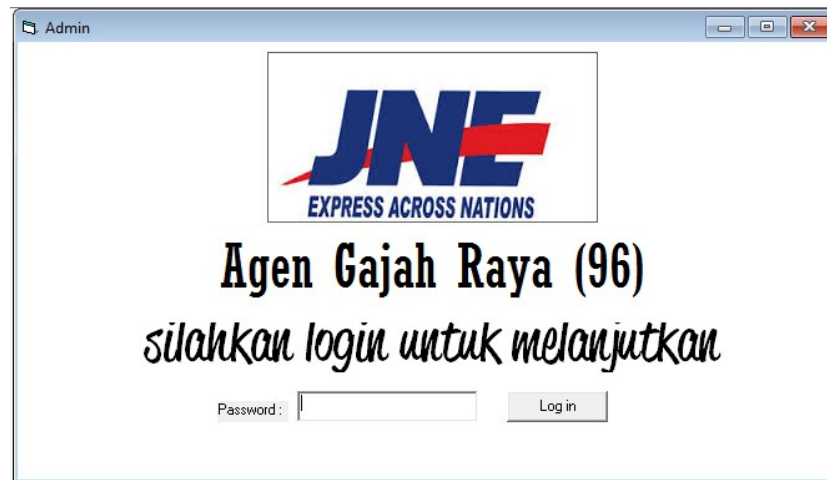 Admin
JNE
EXPRESS ACROSS NATIONS
Agen Gajah Raya (96)
silahkan login untuk melanjutkan
Password : Log in